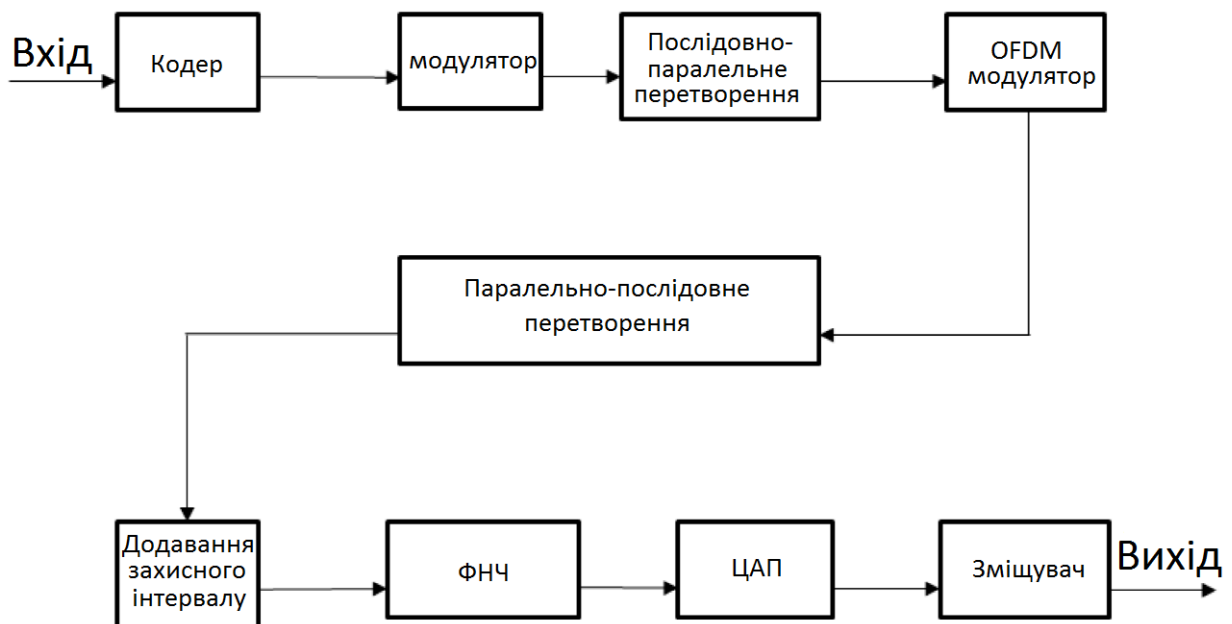 Вхід
Кодер
модулятор
Послідовно-
паралельне
перетворення
OFDM
модулятор
Паралельно-послідовне
перетворення
Додавання
захисного
інтервалу
ФНЧ
ЦАП
Зміщувач
Вихід